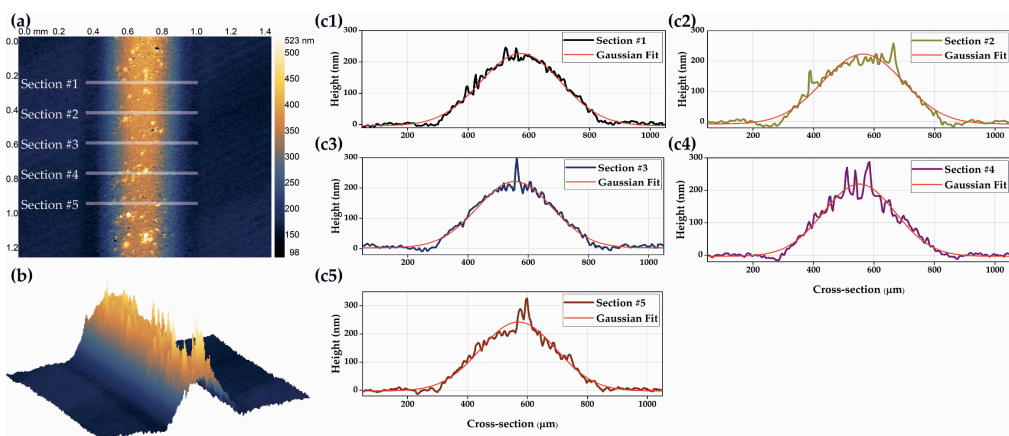 (a)
0.0 mm 0.2 0.4 0.6 0.8 1.0 1.4
0.0
0.2
0.4
0.6
0.8
1.0
1.2
Section #1
Section #2
Section #3
Section #4
Section #5
523 nm
500
450
400
350
300
250
200
150
98
(b)
(c1)
Height (nm)
300
200
100
0
200 400 600 800 1000
Section #1
Gaussian Fit
(c2)
Height (nm)
300
200
100
0
200 400 600 800 1000
Section #2
Gaussian Fit
(c3)
Height (nm)
300
200
100
0
200 400 600 800 1000
Section #3
Gaussian Fit
(c4)
Height (nm)
300
200
100
0
200 400 600 800 1000
Section #4
Gaussian Fit
Cross-section (μm)
(c5)
Height (nm)
300
200
100
0
200 400 600 800 1000
Section #5
Gaussian Fit
Cross-section (μm)